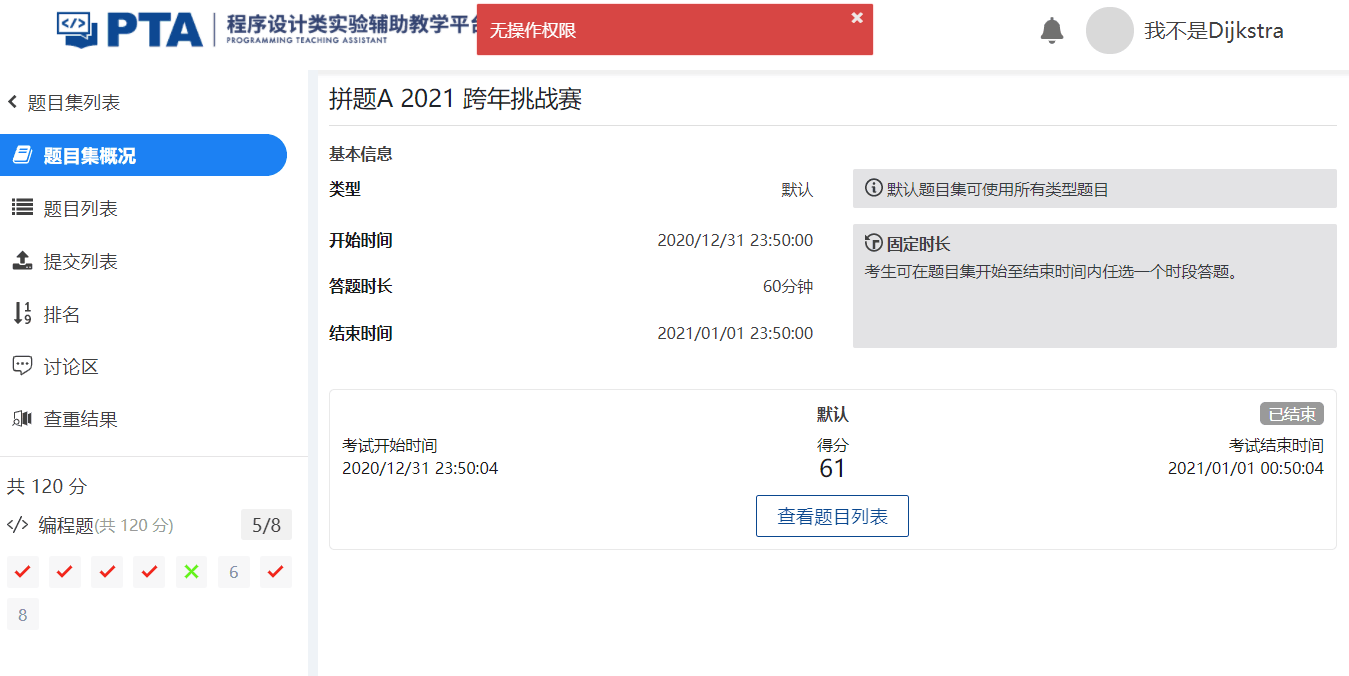 PTA
程序设计类实验辅助教学平台
PROGRAMMING TEACHING ASSISTANT
无操作权限
我不是Dijkstra
题目集列表
题目集概况
题目列表
提交列表
排名
讨论区
查重结果
共 120 分
编程题(共 120 分)
5/8
6
8
拼题A 2021 跨年挑战赛
基本信息
类型
默认
默认题目集可使用所有类型题目
开始时间
2020/12/31 23:50:00
答题时长
60分钟
结束时间
2021/01/01 23:50:00
固定时长
考生可在题目集开始至结束时间内任选一个时段答题。
默认
已结束
考试开始时间
2020/12/31 23:50:04
得分
61
考试结束时间
2021/01/01 00:50:04
查看题目列表